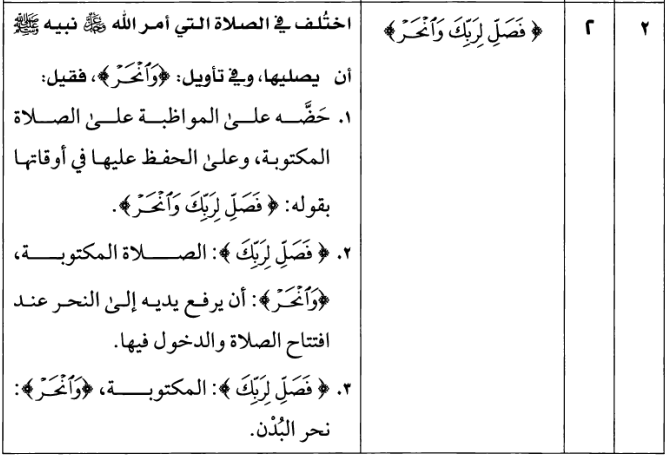 ٢
٢
﴿ فَصَلِّ لِرَبِّكَ وَٱنْحَرْ ﴾
اختُلف في الصلاة التي أمر الله ﷻ نبيه ﷺ
أن يصليها، وفي تأويل: ﴿وَٱنْحَرْ﴾، فقيل:
١. حَضَّه علىٰ المواظبة علىٰ الصلاة
المكتوبة، وعلىٰ الحفظ عليها في أوقاتها
بقوله: ﴿ فَصَلِّ لِرَبِّكَ وَٱنْحَرْ ﴾.
٢. ﴿ فَصَلِّ لِرَبِّكَ ﴾: الصلاة المكتوبة،
﴿وَٱنْحَرْ﴾: أن يرفع يديه إلىٰ النحر عند
افتتاح الصلاة والدخول فيها.
٣. ﴿ فَصَلِّ لِرَبِّكَ ﴾: المكتوبة، ﴿وَٱنْحَرْ﴾:
نحر البُدْن.